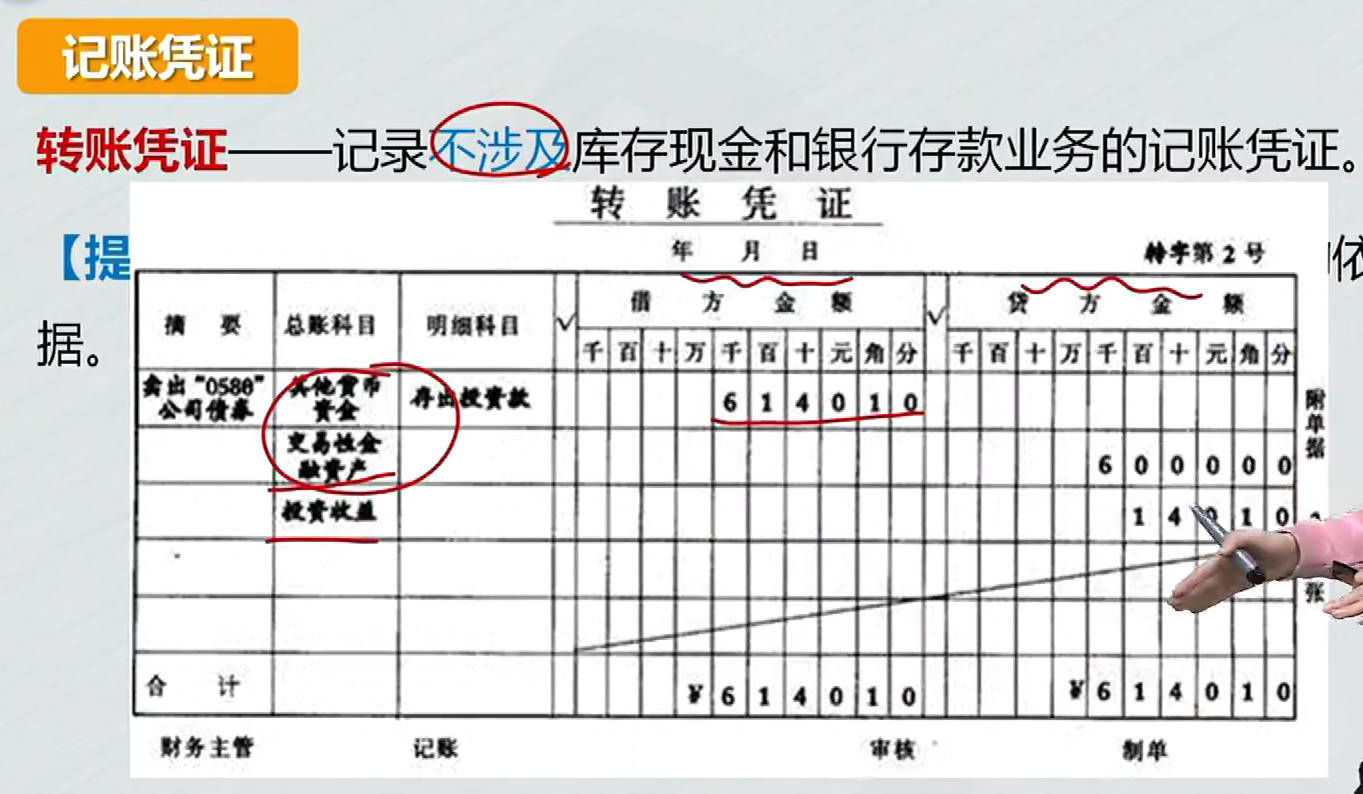 记账凭证
转账凭证——记录不涉及库存现金和银行存款业务的记账凭证。
【提
依
据。
转 账 凭 证
年 月 日
转字第 2 号
摘 要 总账科目 明细科目 √ 借 方 金 额 √ 贷 方 金 额
千 百 十 万 千 百 十 元 角 分 千 百 十 万 千 百 十 元 角 分
卖出“0580”公司债券 其他货币资金 存出投资款 6 1 4 0 1 0
交易性金融资产 6 0 0 0 0 0
投资收益 1 4 0 1 0
合 计 ¥ 6 1 4 0 1 0 ¥ 6 1 4 0 1 0
附单据
张
财务主管 记账 审核 制单